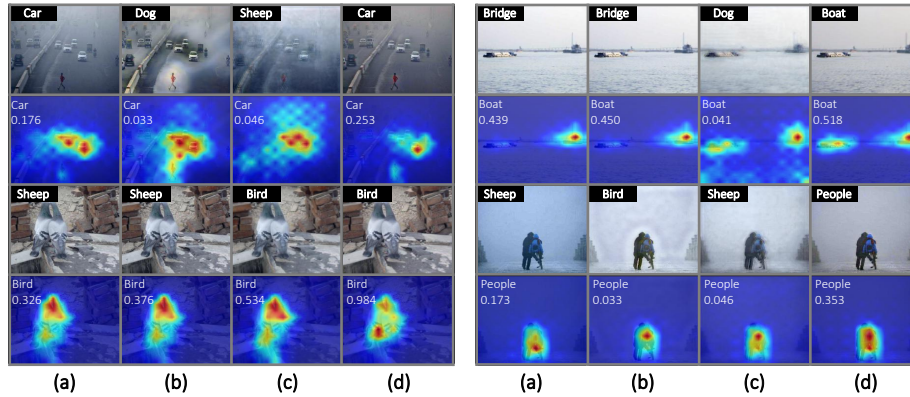 Car Dog Sheep Car
Car 0.176 Car 0.033 Car 0.046 Car 0.253
Sheep Sheep Bird Bird
Bird 0.326 Bird 0.376 Bird 0.534 Bird 0.984
(a) (b) (c) (d)
Bridge Bridge Dog Boat
Boat 0.439 Boat 0.450 Boat 0.041 Boat 0.518
Sheep Bird Sheep People
People 0.173 People 0.033 People 0.046 People 0.353
(a) (b) (c) (d)